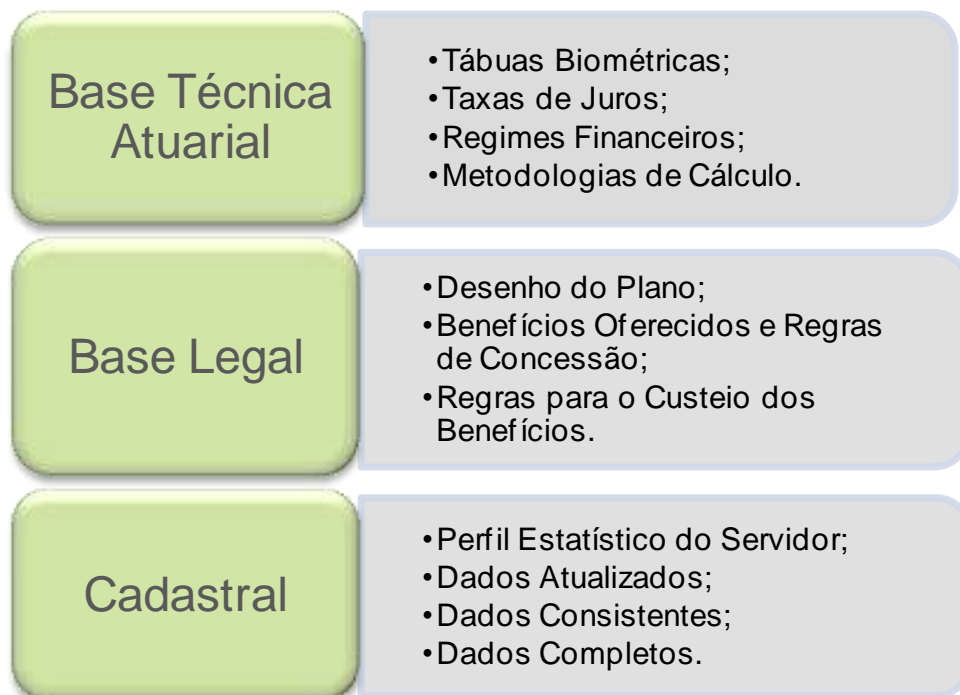 Base Técnica
Atuarial
•Tábuas Biométricas;
•Taxas de Juros;
•Regimes Financeiros;
•Metodologias de Cálculo.
Base Legal
•Desenho do Plano;
•Benefícios Oferecidos e Regras
de Concessão;
•Regras para o Custeio dos
Benefícios.
Cadastral
•Perfil Estatístico do Servidor;
•Dados Atualizados;
•Dados Consistentes;
•Dados Completos.